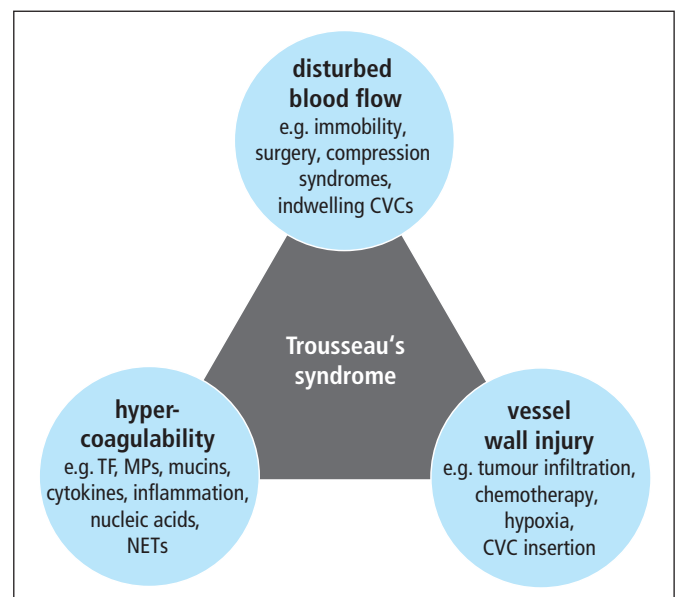 disturbed
blood flow
e.g. immobility,
surgery, compression
syndromes,
indwelling CVCs
Trousseau‘s
syndrome
hyper-
coagulability
e.g. TF, MPs, mucins,
cytokines, inflammation,
nucleic acids,
NETs
vessel
wall injury
e.g. tumour infiltration,
chemotherapy,
hypoxia,
CVC insertion